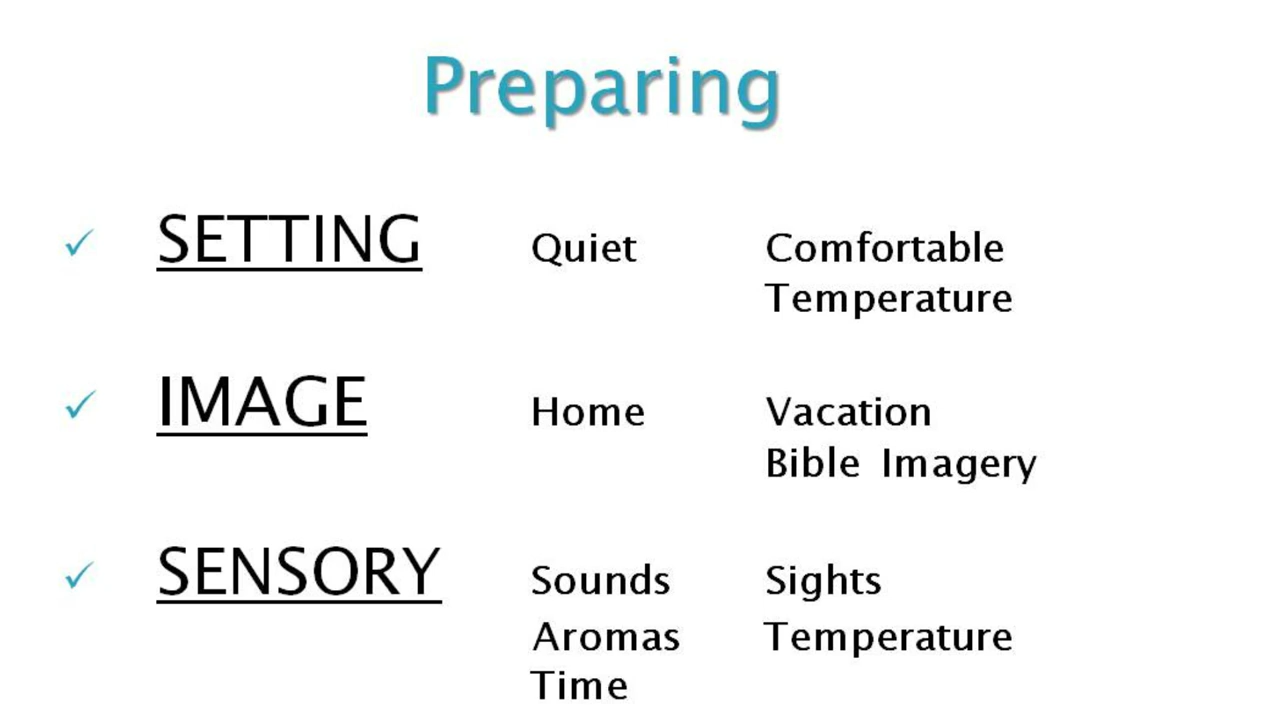 Preparing
✓ SETTING Quiet Comfortable
Temperature
✓ IMAGE Home Vacation
Bible Imagery
✓ SENSORY Sounds Sights
Aromas Temperature
Time